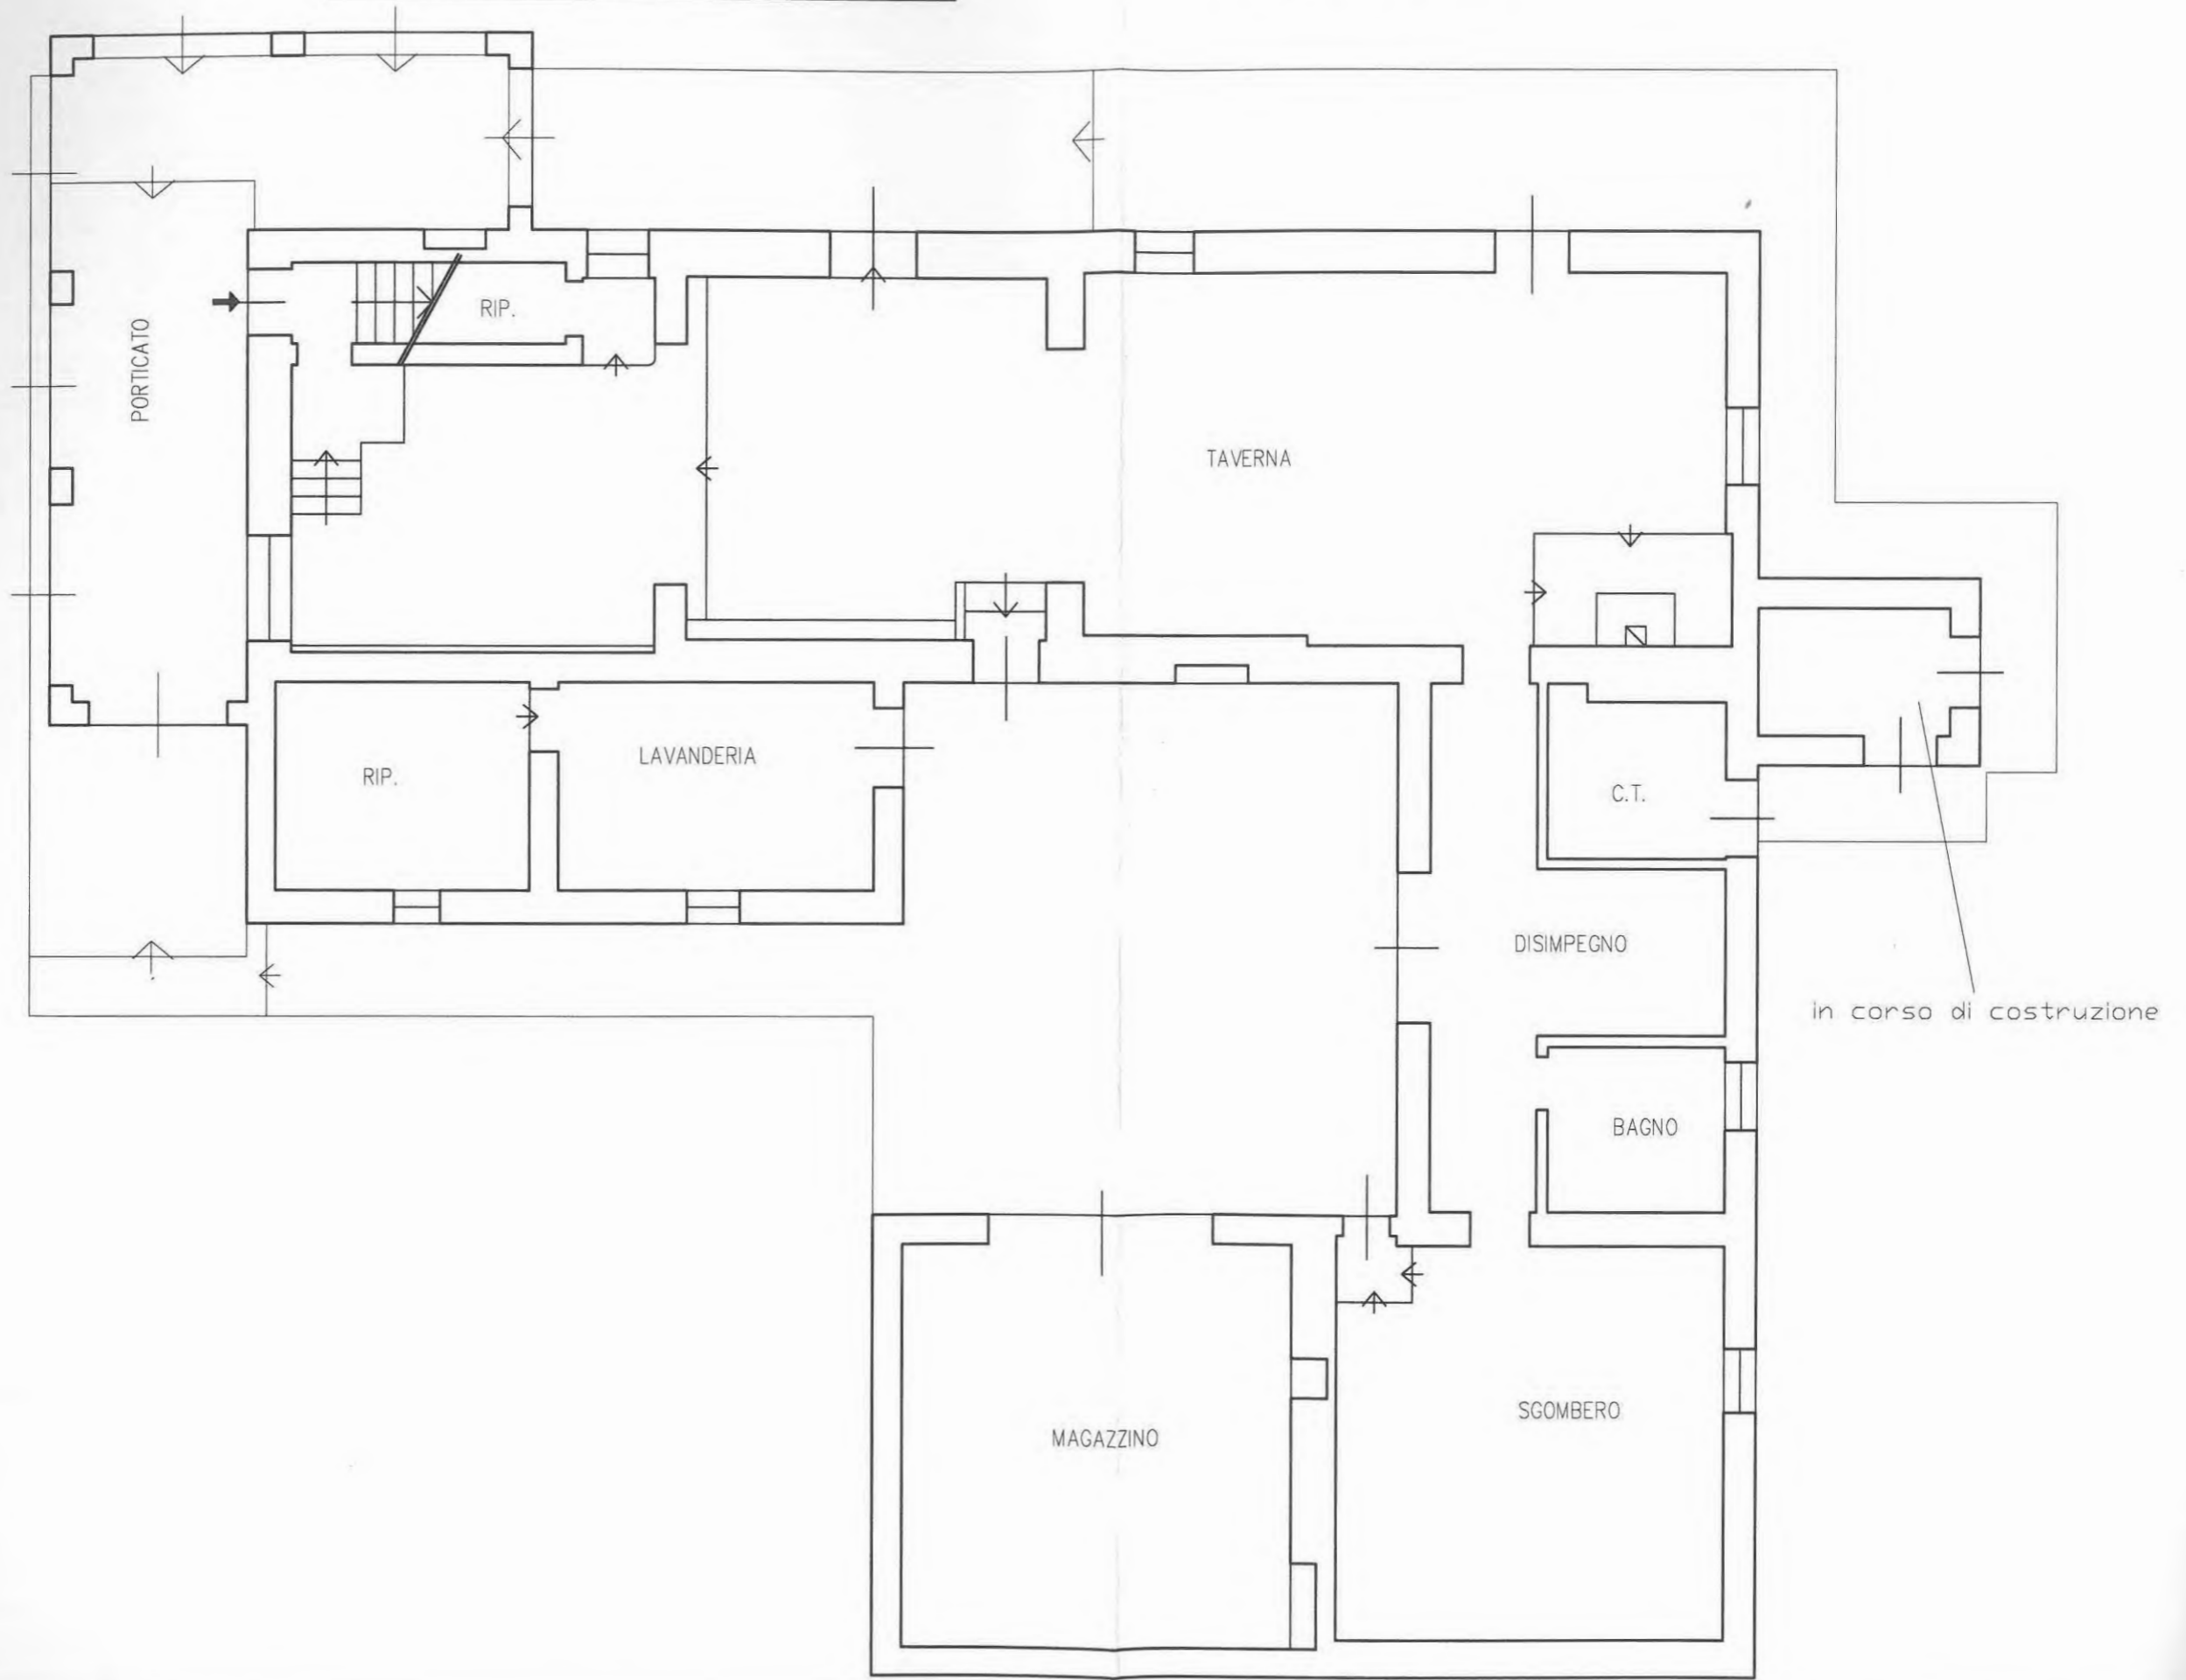 RIP.
PORTICATO
TAVERNA
LAVANDERIA
RIP.
C.T.
DISIMPEGNO
in corso di costruzione
BAGNO
SGOMBERO
MAGAZZINO